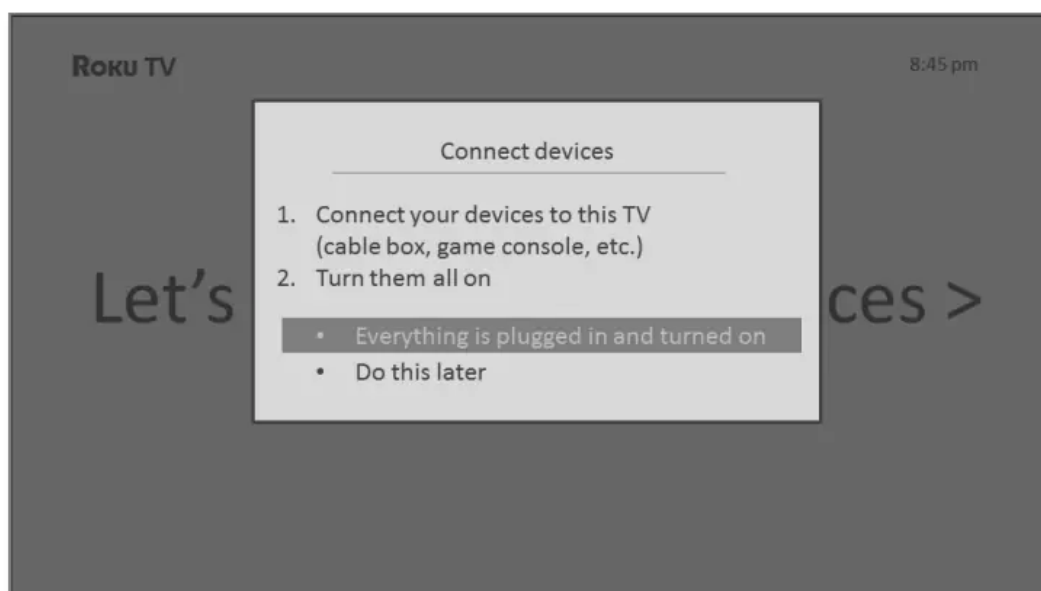 Roku TV
8:45 pm
Connect devices
1. Connect your devices to this TV
(cable box, game console, etc.)
2. Turn them all on
Let's ces >
• Everything is plugged in and turned on
• Do this later